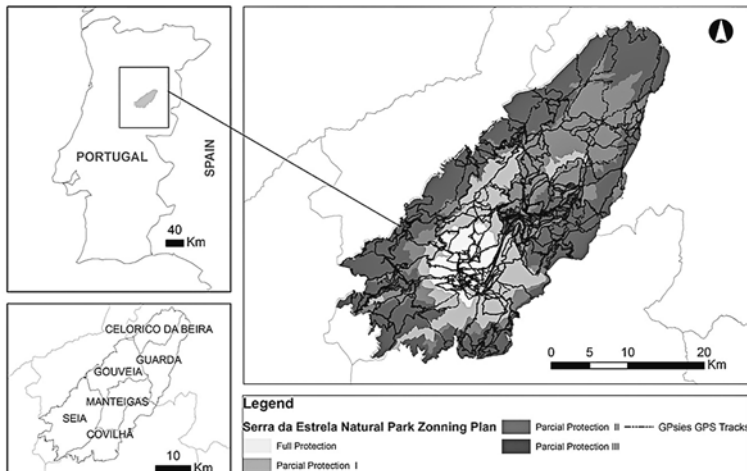 PORTUGAL
SPAIN
40
Km
CELORICO DA BEIRA
GUARDA
GOUVEIA
MANTEIGAS
SEIA
COVILHÃ
10
Km
0 5 10 20
Km
Legend
Serra da Estrela Natural Park Zonning Plan
Full Protection
Parcial Protection I
Parcial Protection II
Parcial Protection III
GPsies GPS Tracks